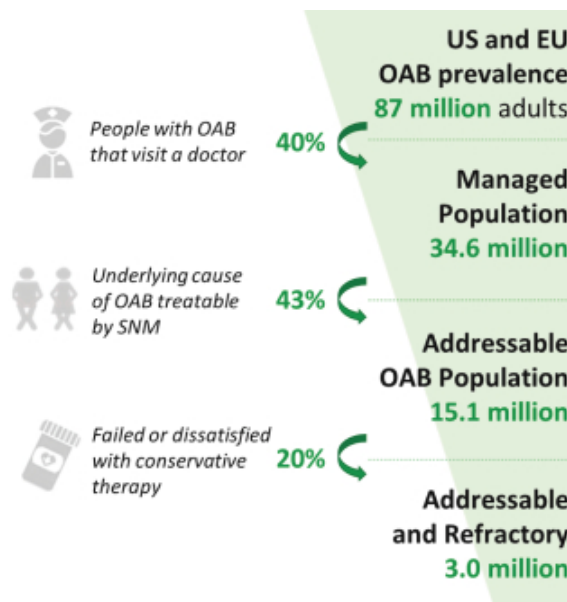 US and EU
OAB prevalence
87 million adults
People with OAB
that visit a doctor
40%
Managed
Population
34.6 million
Underlying cause
of OAB treatable
by SNM
43%
Addressable
OAB Population
15.1 million
Failed or dissatisfied
with conservative
therapy
20%
Addressable
and Refractory
3.0 million